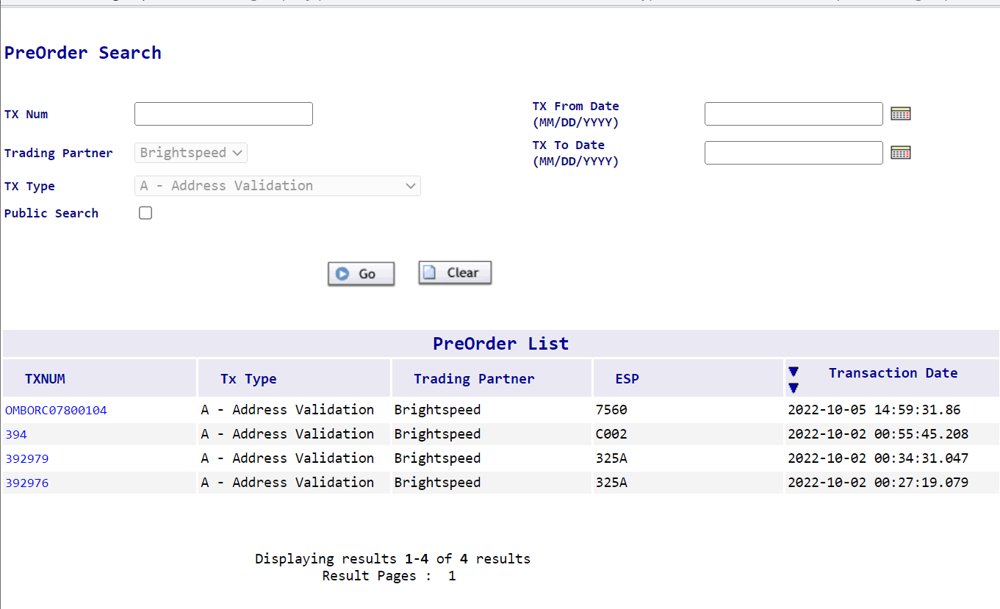 PreOrder Search
TX Num
TX From Date
(MM/DD/YYYY)
Trading Partner Brightspeed
TX To Date
(MM/DD/YYYY)
TX Type A - Address Validation
Public Search
Go Clear
PreOrder List
TXNUM Tx Type Trading Partner ESP Transaction Date
OMBORC07800104 A - Address Validation Brightspeed 7560 2022-10-05 14:59:31.86
394 A - Address Validation Brightspeed C002 2022-10-02 00:55:45.208
392979 A - Address Validation Brightspeed 325A 2022-10-02 00:34:31.047
392976 A - Address Validation Brightspeed 325A 2022-10-02 00:27:19.079
Displaying results 1-4 of 4 results
Result Pages : 1